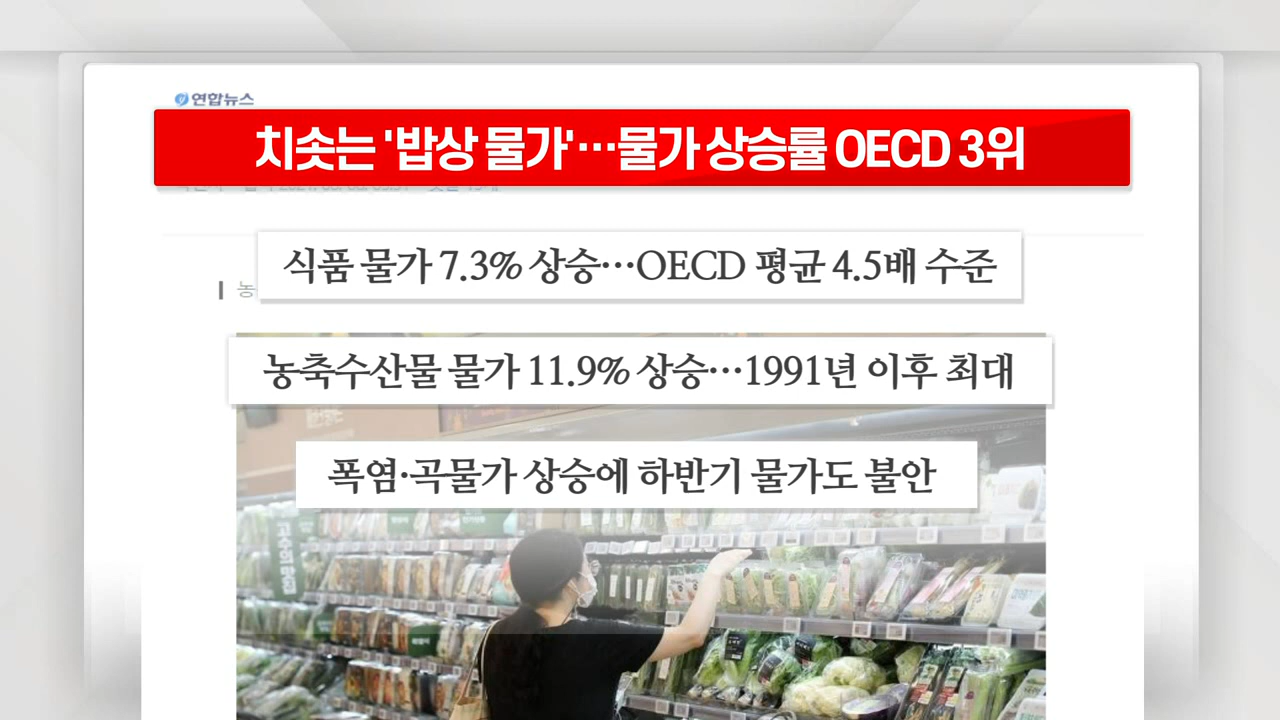 연합뉴스
치솟는 '밥상 물가'…물가 상승률 OECD 3위
식품 물가 7.3% 상승…OECD 평균 4.5배 수준
농
농축수산물 물가 11.9% 상승…1991년 이후 최대
폭염·곡물가 상승에 하반기 물가도 불안